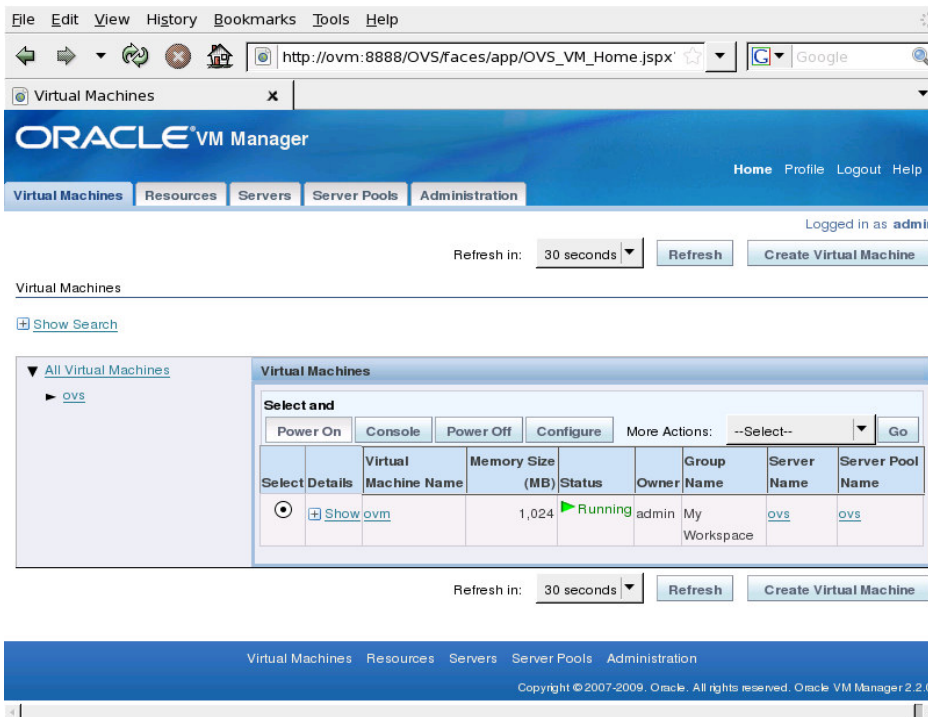 File Edit View History Bookmarks Tools Help
http://ovm:8888/OVS/faces/app/OVS_VM_Home.jspx
G Google
Virtual Machines
ORACLE VM Manager
Home Profile Logout Help
Virtual Machines Resources Servers Server Pools Administration
Logged in as admi
Refresh in: 30 seconds Refresh Create Virtual Machine
Virtual Machines
Show Search
All Virtual Machines
ovs
Virtual Machines
Select and
Power On Console Power Off Configure More Actions: --Select-- Go
Select Details Virtual Machine Name Memory Size (MB) Status Owner Group Name Server Name Server Pool Name
Show ovm 1,024 Running admin My Workspace ovs ovs
Refresh in: 30 seconds Refresh Create Virtual Machine
Virtual Machines Resources Servers Server Pools Administration
Copyright © 2007-2009. Oracle. All rights reserved. Oracle VM Manager 2.2.